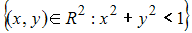 {(x, y) ∈ R² : x² + y² < 1}